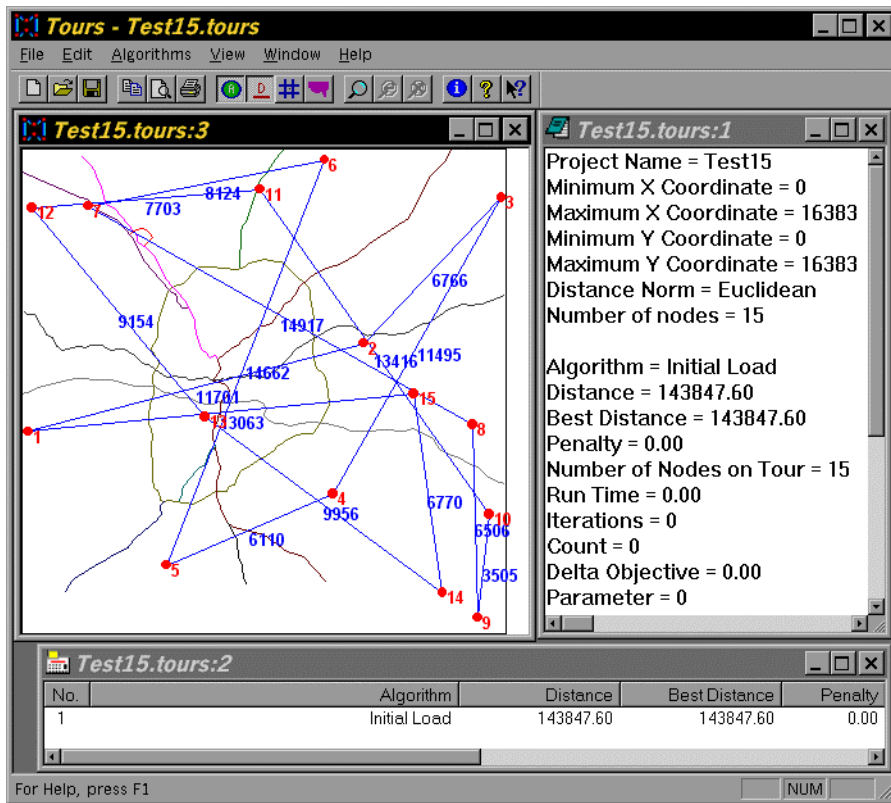 Tours - Test15.tours
File Edit Algorithms View Window Help
Test15.tours:3
6
8124
11
7703
12
7
3
6766
9154
14917
2
13416
11495
14662
15
11761
13
13063
8
1
4
6770
9956
10
6506
6110
5
3505
14
9
Test15.tours:1
Project Name = Test15
Minimum X Coordinate = 0
Maximum X Coordinate = 16383
Minimum Y Coordinate = 0
Maximum Y Coordinate = 16383
Distance Norm = Euclidean
Number of nodes = 15
Algorithm = Initial Load
Distance = 143847.60
Best Distance = 143847.60
Penalty = 0.00
Number of Nodes on Tour = 15
Run Time = 0.00
Iterations = 0
Count = 0
Delta Objective = 0.00
Parameter = 0
Test15.tours:2
No. Algorithm Distance Best Distance Penalty
1 Initial Load 143847.60 143847.60 0.00
For Help, press F1
NUM